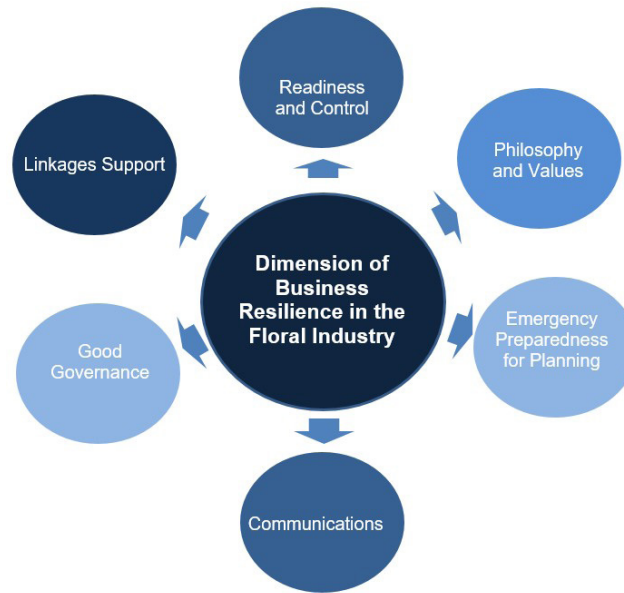 Readiness
and Control
Linkages Support
Philosophy
and Values
Dimension of
Business
Resilience in the
Floral Industry
Good
Governance
Emergency
Preparedness
for Planning
Communications